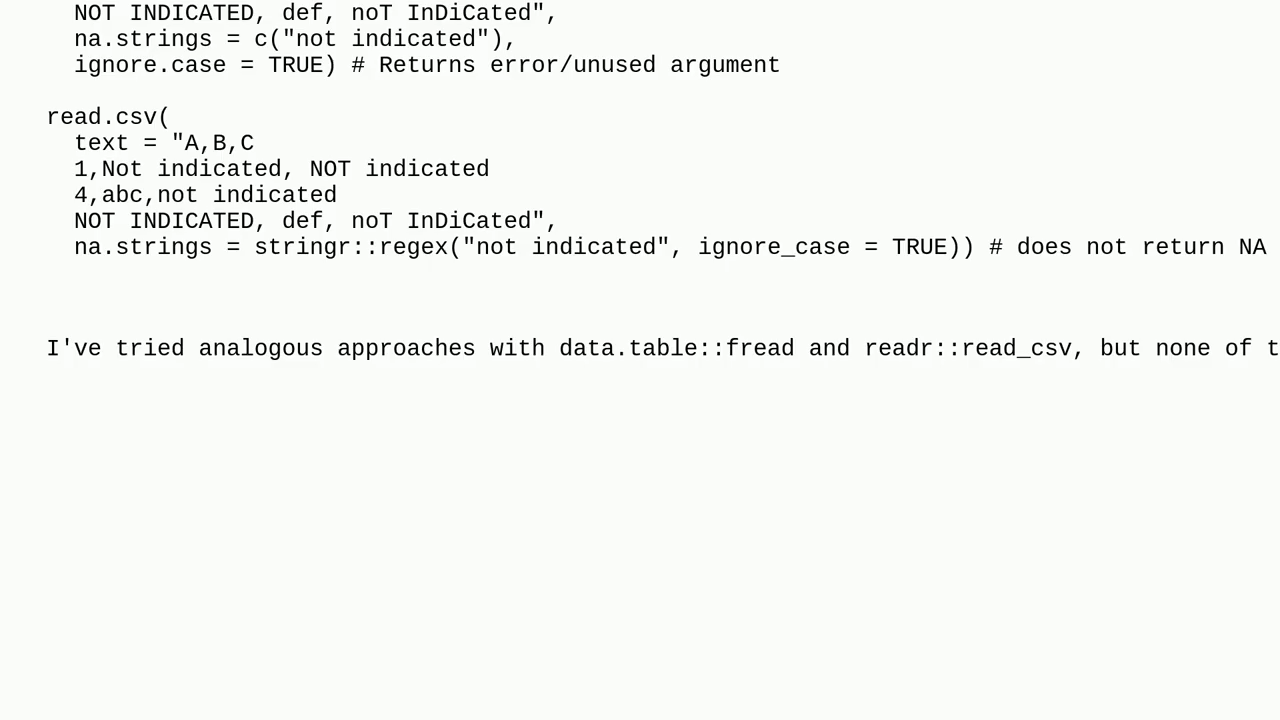 NOT INDICATED, def, noT InDiCated",
na.strings = c("not indicated"),
ignore.case = TRUE) # Returns error/unused argument
read.csv(
text = "A,B,C
1,Not indicated, NOT indicated
4,abc,not indicated
NOT INDICATED, def, noT InDiCated",
na.strings = stringr::regex("not indicated", ignore_case = TRUE)) # does not return NA
I've tried analogous approaches with data.table::fread and readr::read_csv, but none of t